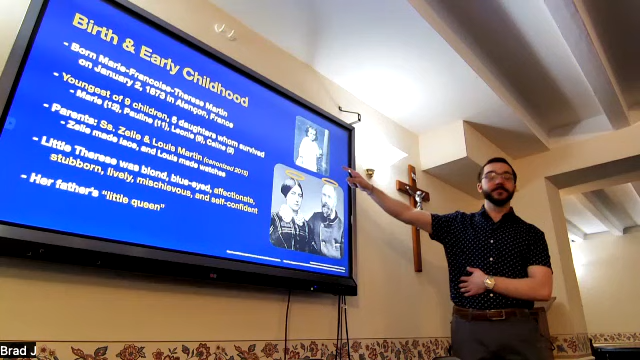 Birth & Early Childhood
- Born Marie-Francoise-Therese Martin
on January 2, 1873 in Alençon, France
- Youngest of 9 children, 5 daughters whom survived
- Marie (12), Pauline (11), Leonie (9), Celine (3)
- Parents: Ss. Zelie & Louis Martin (canonized 2015)
- Zelie made lace, and Louis made watches
- Little Therese was blond, blue-eyed, affectionate,
stubborn, lively, mischievous, and self-confident
- Her father's "little queen"
Brad J